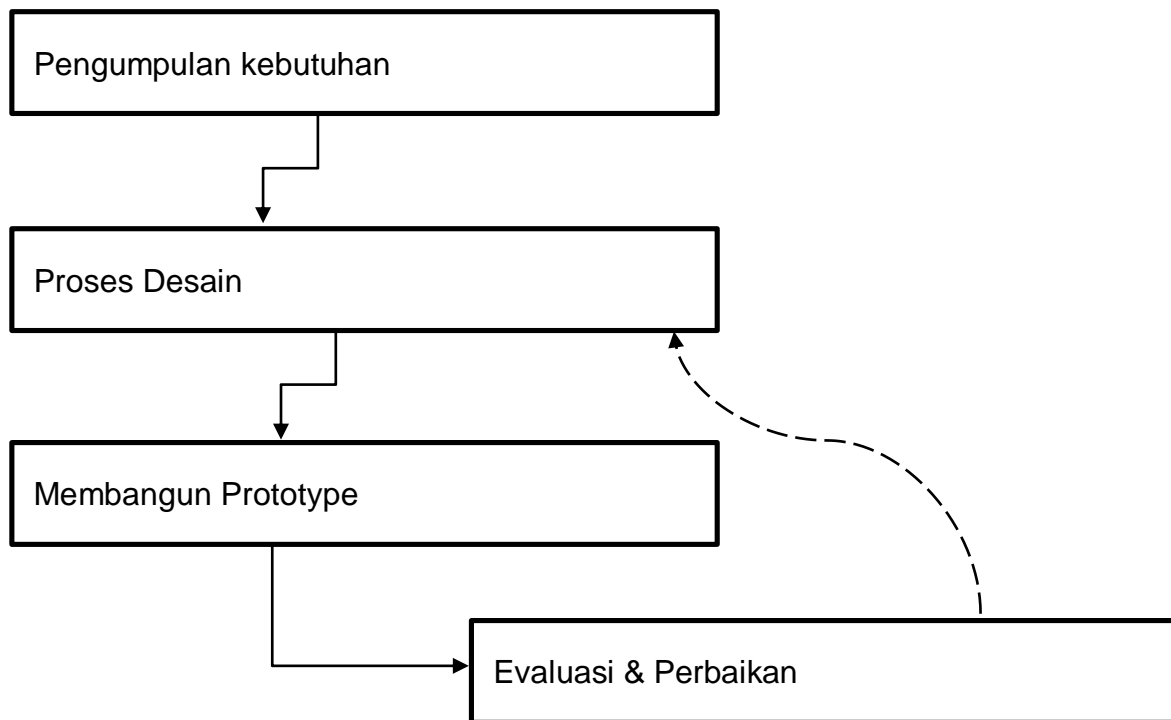 Pengumpulan kebutuhan
Proses Desain
Membangun Prototype
Evaluasi & Perbaikan